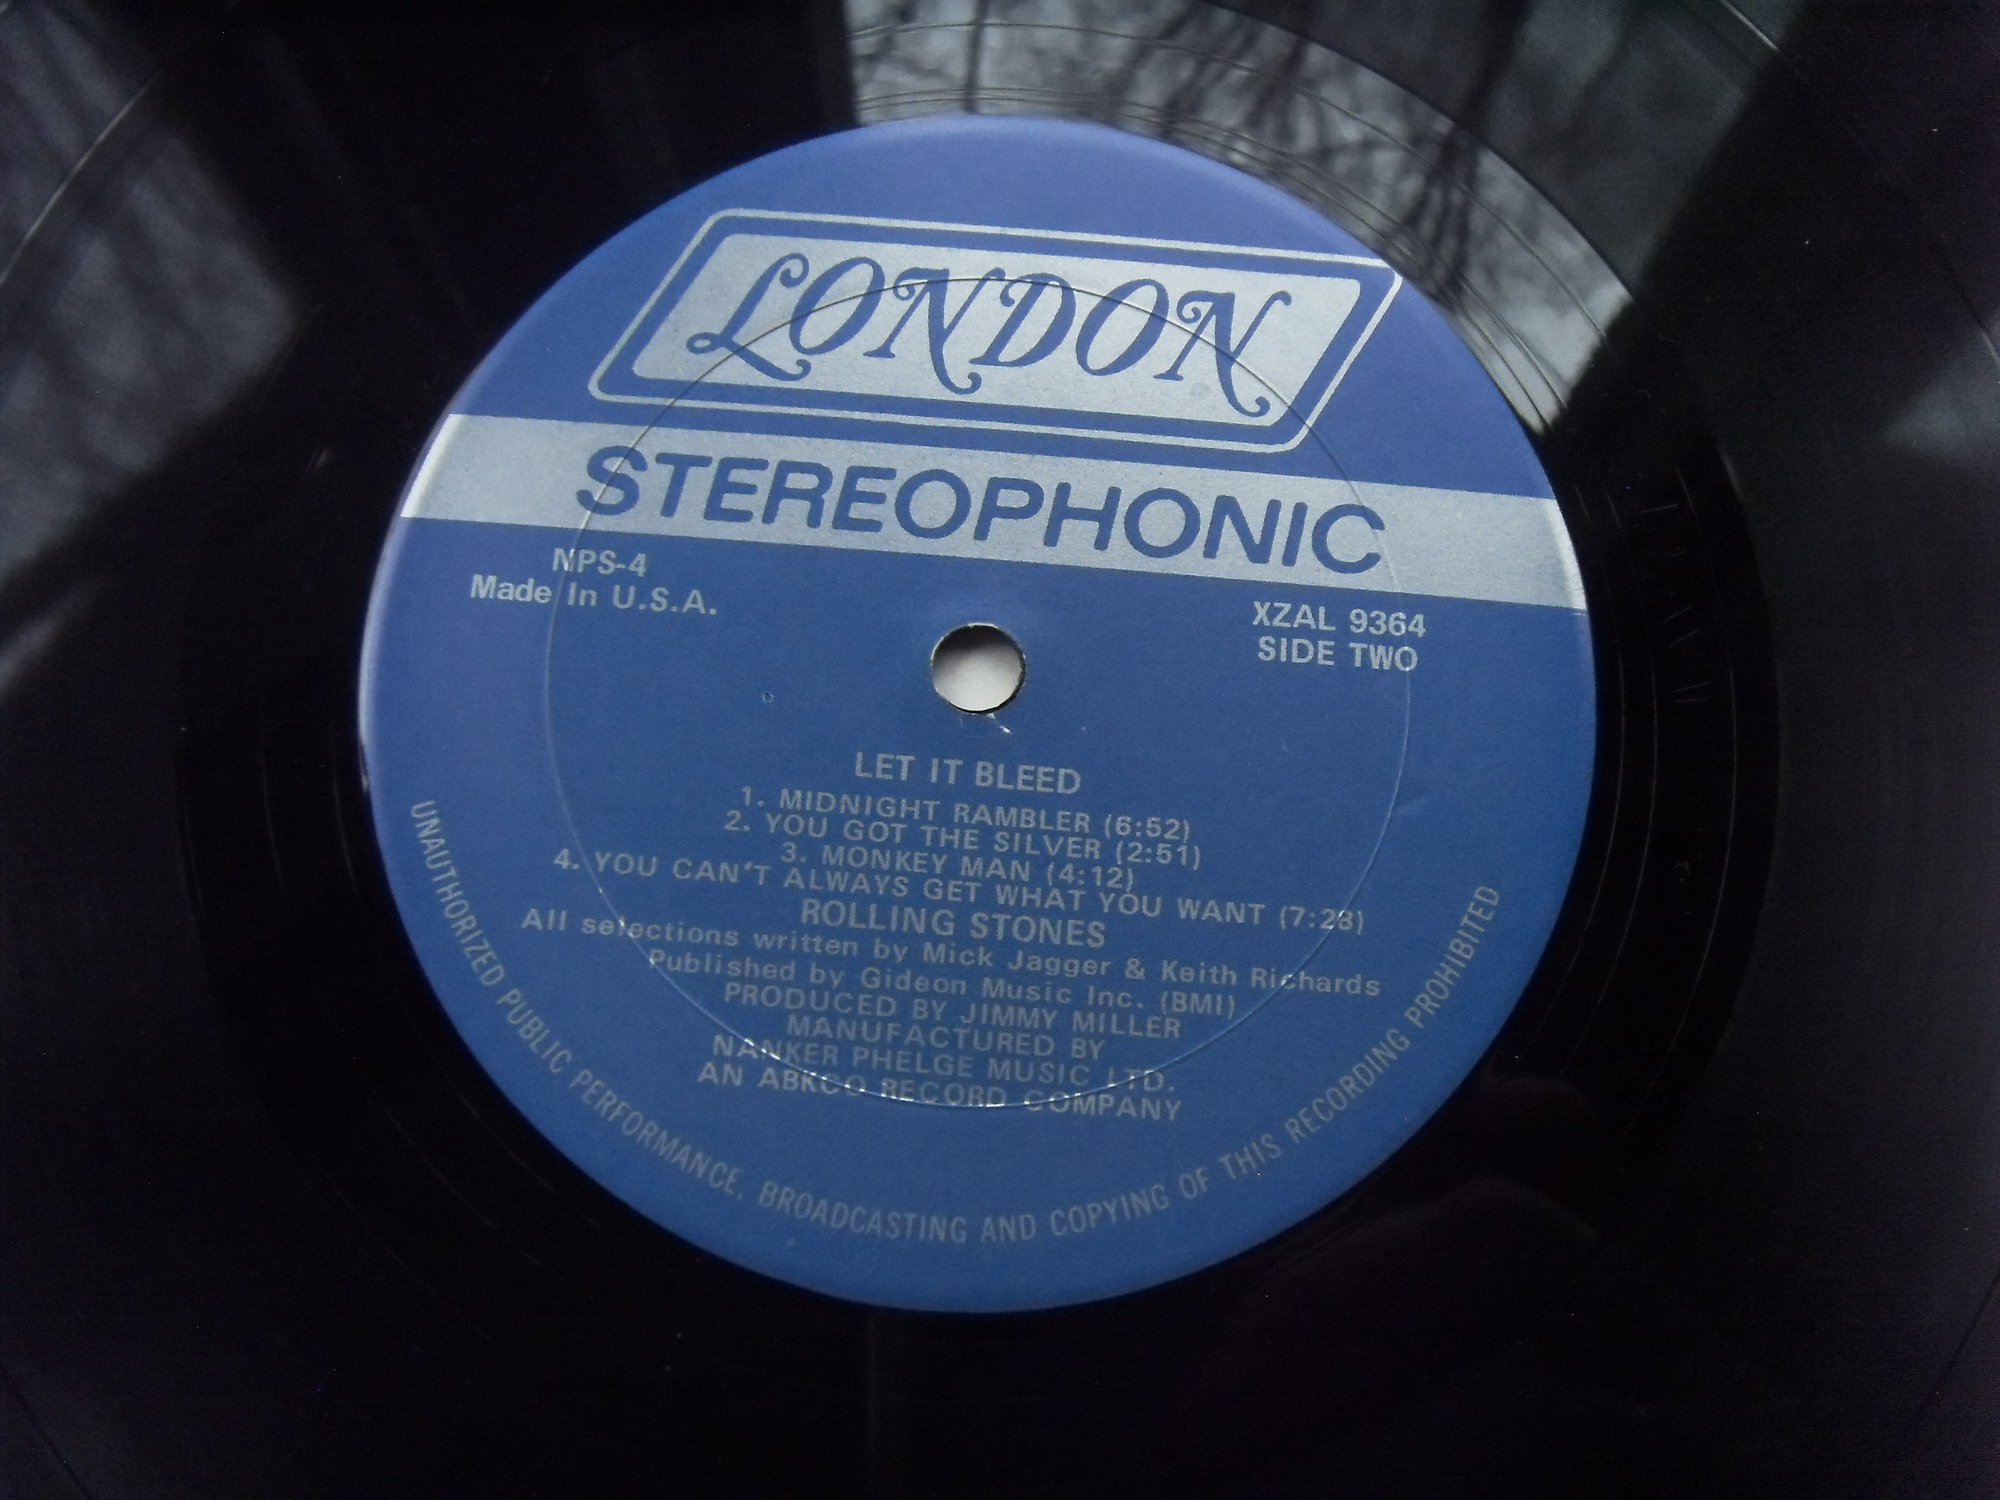 LONDON
STEREOPHONIC
NPS-4
Made In U.S.A.
XZAL 9364
SIDE TWO
LET IT BLEED
1. MIDNIGHT RAMBLER (6:52)
2. YOU GOT THE SILVER (2:51)
3. MONKEY MAN (4:12)
4. YOU CAN'T ALWAYS GET WHAT YOU WANT (7:28)
ROLLING STONES
All selections written by Mick Jagger & Keith Richards
Published by Gideon Music Inc. (BMI)
PRODUCED BY JIMMY MILLER
MANUFACTURED BY
NANKER PHELGE MUSIC LTD.
AN ABKCO RECORD COMPANY
UNAUTHORIZED PUBLIC PERFORMANCE, BROADCASTING AND COPYING OF THIS RECORDING PROHIBITED